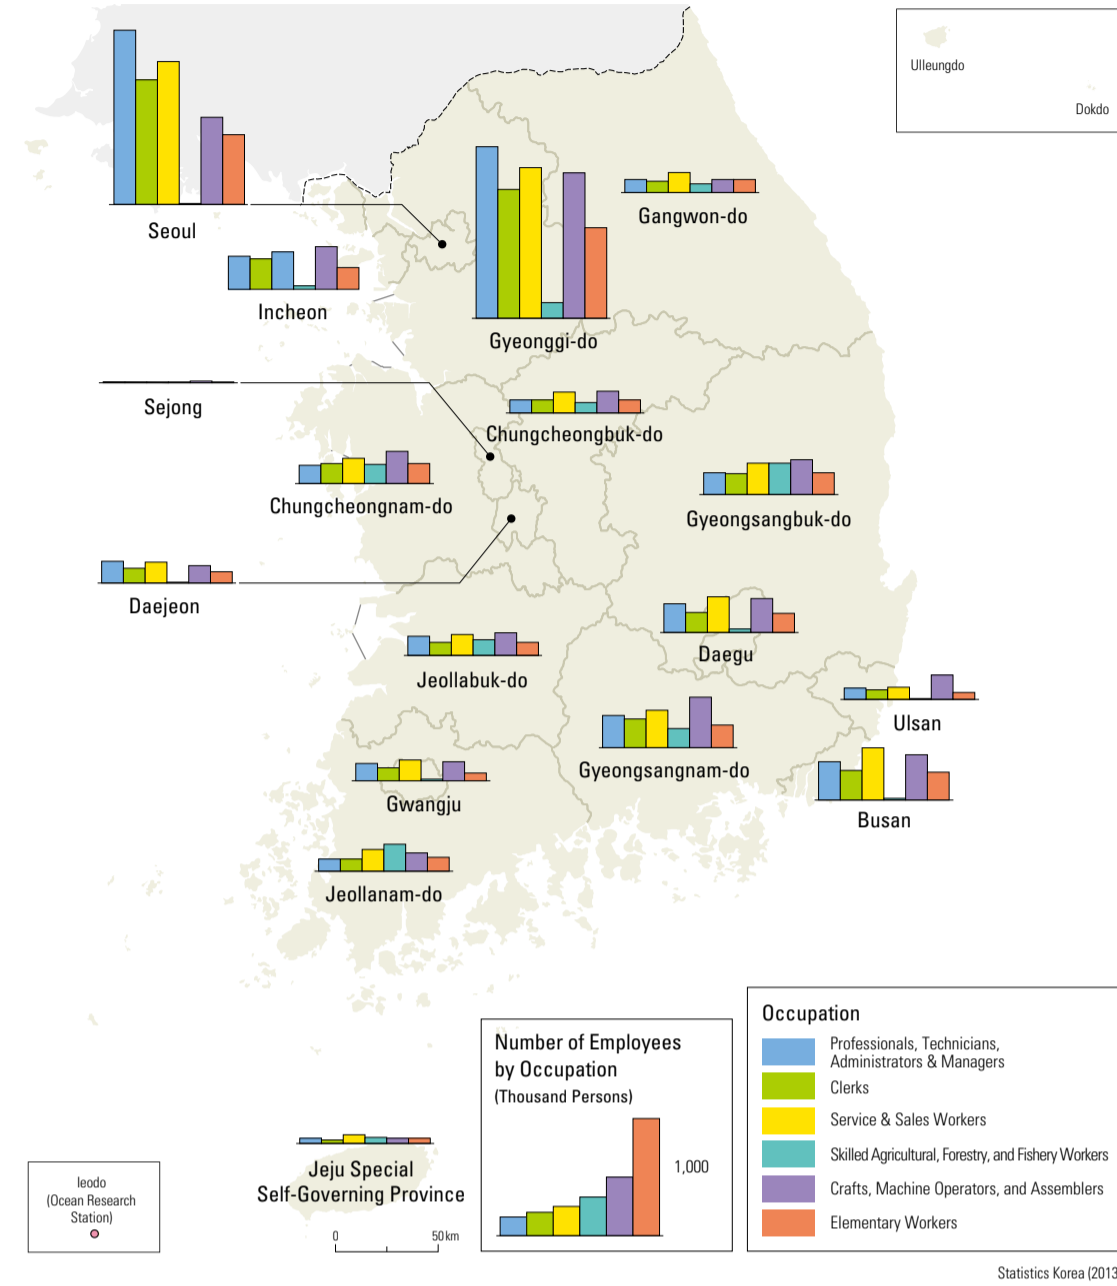 Ulleungdo
Dokdo
Seoul
Gangwon-do
Incheon
Gyeonggi-do
Sejong
Chungcheongbuk-do
Chungcheongnam-do
Gyeongsangbuk-do
Daejeon
Daegu
Jeollabuk-do
Ulsan
Gyeongsangnam-do
Gwangju
Busan
Jeollanam-do
Jeju Special
Self-Governing Province
0
50km
Ieodo
(Ocean Research
Station)
Number of Employees
by Occupation
(Thousand Persons)
1,000
Occupation
Professionals, Technicians,
Administrators & Managers
Clerks
Service & Sales Workers
Skilled Agricultural, Forestry, and Fishery Workers
Crafts, Machine Operators, and Assemblers
Elementary Workers
Statistics Korea (2013